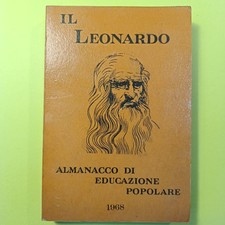 IL
LEONARDO
ALMANACCO DI
EDUCAZIONE
POPOLARE
1968